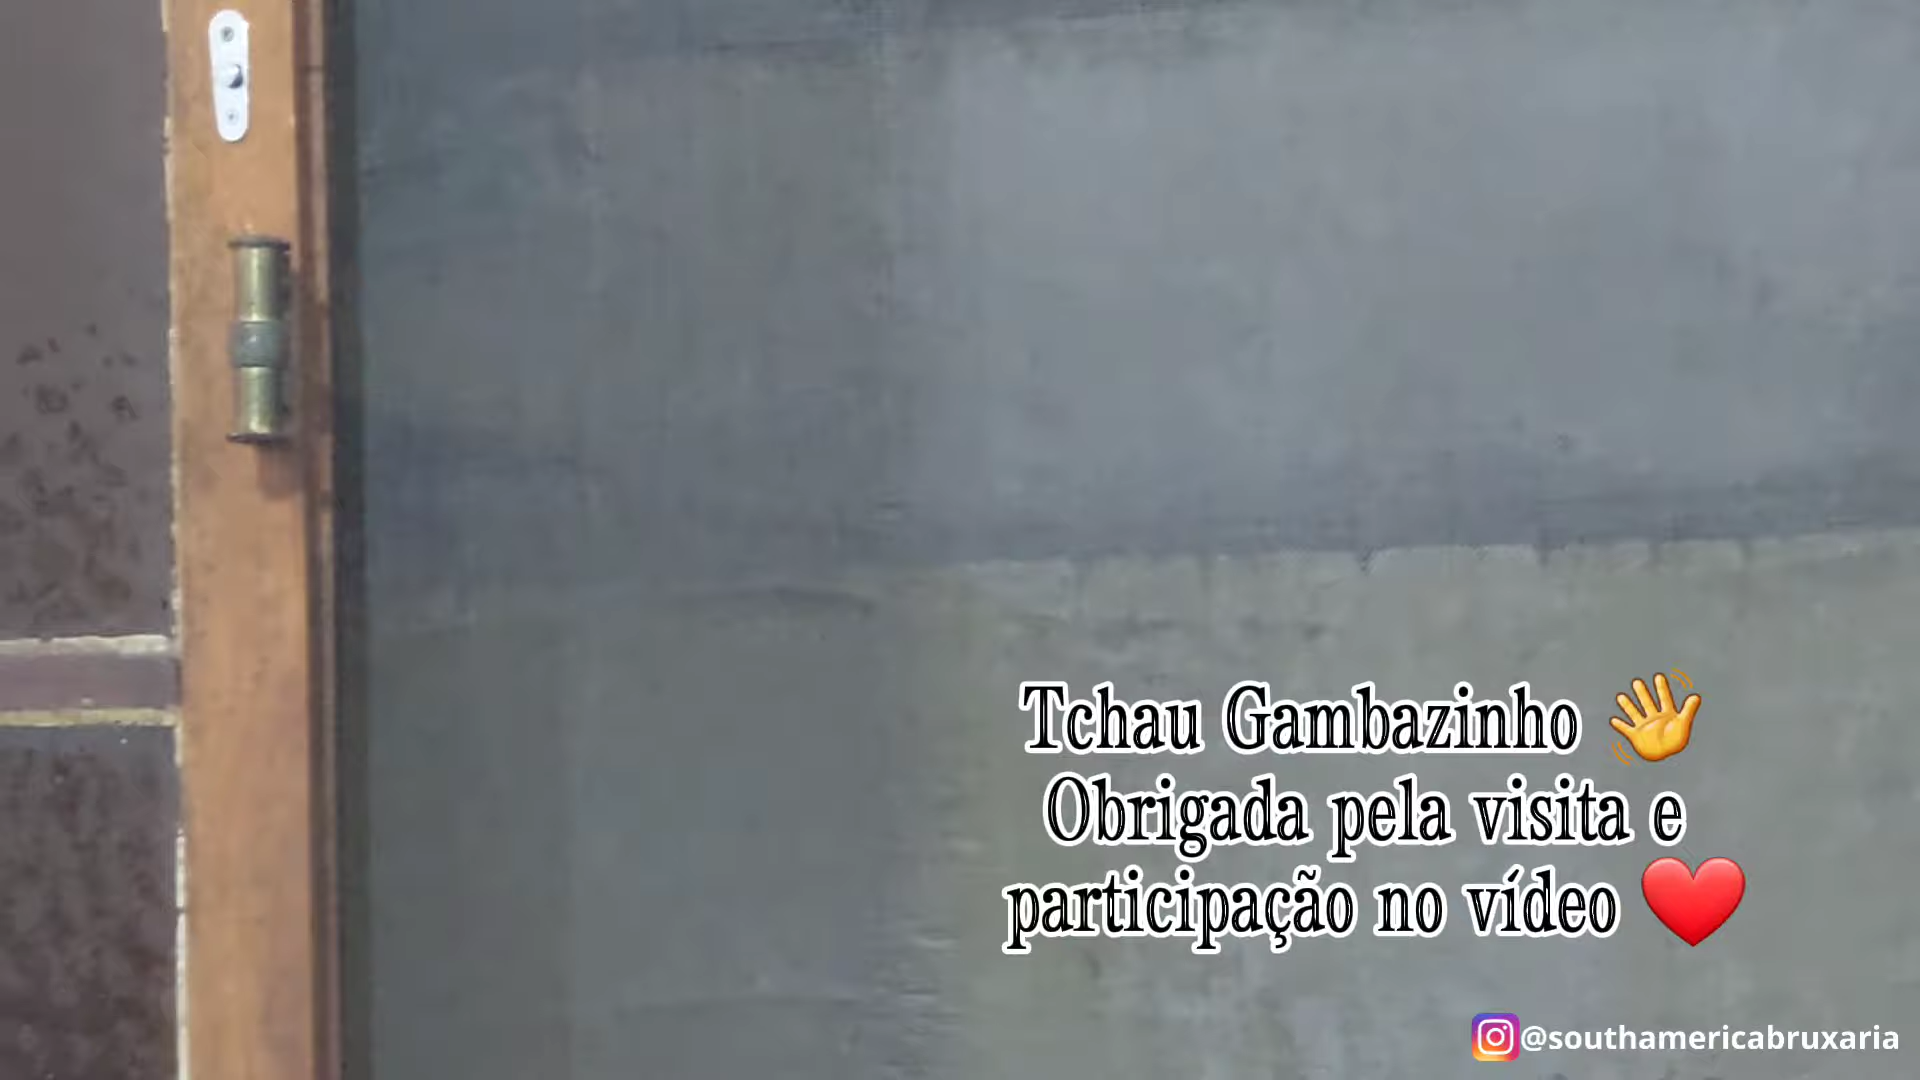 Tchau Gambazinho 👋
Obrigada pela visita e
participação no vídeo ❤️
@southamericabruxaria